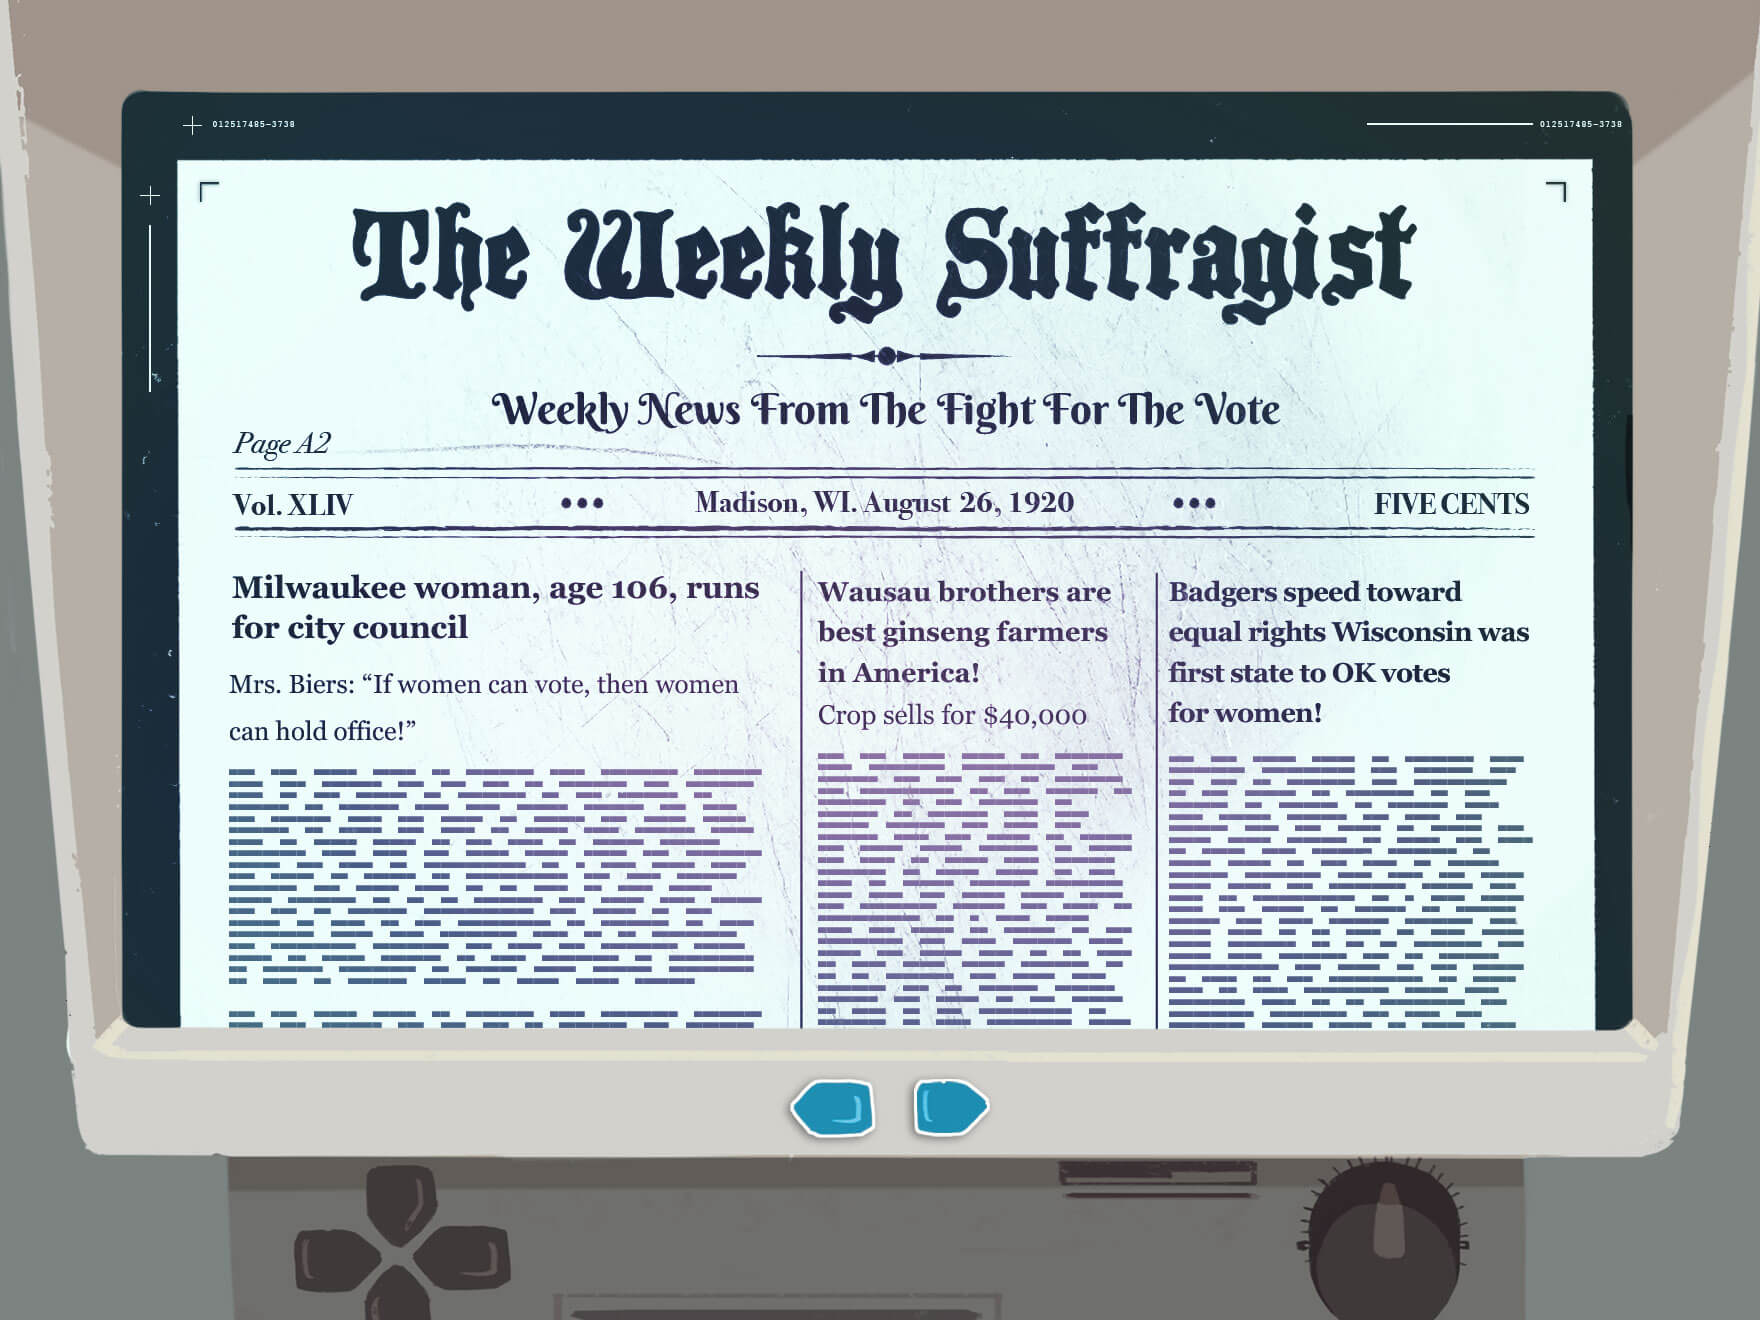 012517485-3738
012517485-3738
The Weekly Suffragist
Weekly News From The Fight For The Vote
Page A2
Vol. XLIV
Madison, WI. August 26, 1920
FIVE CENTS
Milwaukee woman, age 106, runs
for city council
Mrs. Biers: “If women can vote, then women
can hold office!”
Wausau brothers are
best ginseng farmers
in America!
Crop sells for $40,000
Badgers speed toward
equal rights Wisconsin was
first state to OK votes
for women!